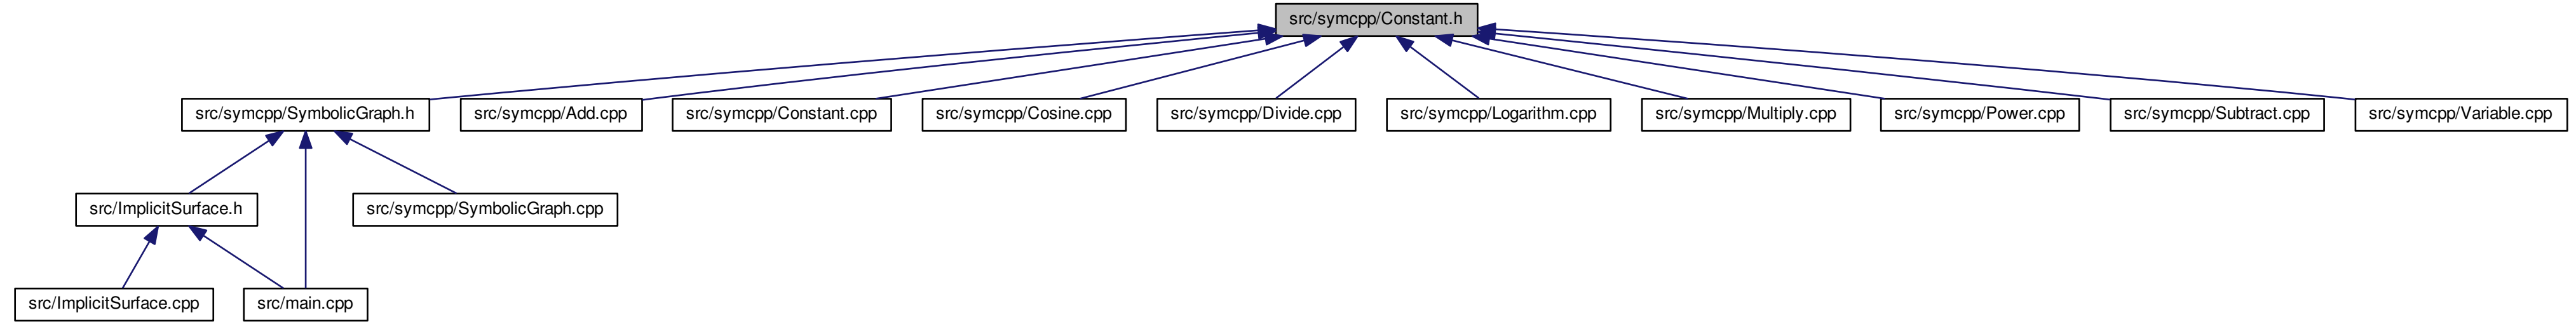 src/symcpp/Constant.h
src/symcpp/SymbolicGraph.h
src/symcpp/Add.cpp
src/symcpp/Constant.cpp
src/symcpp/Cosine.cpp
src/symcpp/Divide.cpp
src/symcpp/Logarithm.cpp
src/symcpp/Multiply.cpp
src/symcpp/Power.cpp
src/symcpp/Subtract.cpp
src/symcpp/Variable.cpp
src/ImplicitSurface.h
src/symcpp/SymbolicGraph.cpp
src/ImplicitSurface.cpp
src/main.cpp